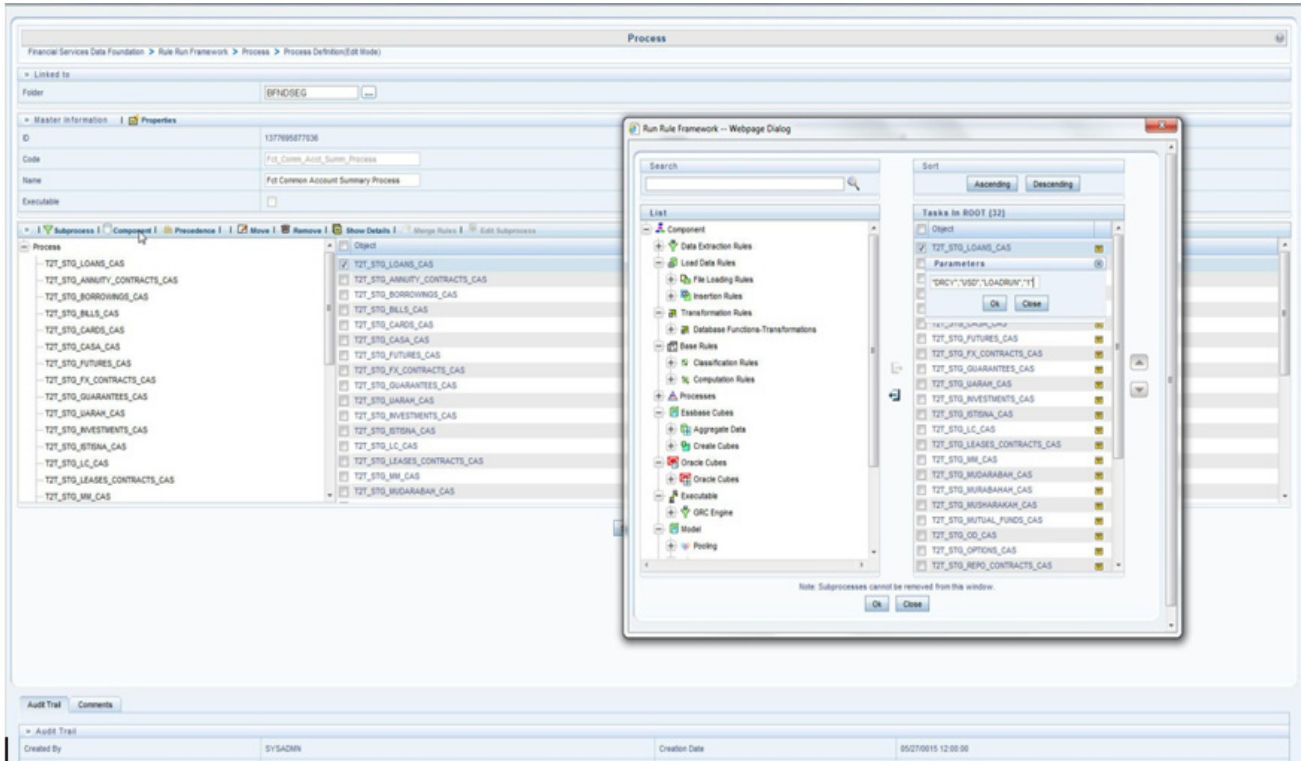 Process
Financial Services Data Foundation > Rule Run Framework > Process > Process Definition(Edit Mode)
» Linked to
Folder
BFNDSEG
...
» Master Information | Properties
ID
1377695877036
Code
Fct_Comm_Acct_Summ_Process
Name
Fct Common Account Summary Process
Executable
» | Subprocess | Component | Precedence | | Move | Remove | Show Details | Merge Rules | Edit Subprocess
Process
T2T_STG_LOANS_CAS
T2T_STG_ANNUITY_CONTRACTS_CAS
T2T_STG_BORROWINGS_CAS
T2T_STG_BILLS_CAS
T2T_STG_CARDS_CAS
T2T_STG_CASA_CAS
T2T_STG_FUTURES_CAS
T2T_STG_FX_CONTRACTS_CAS
T2T_STG_GUARANTEES_CAS
T2T_STG_IJARAH_CAS
T2T_STG_INVESTMENTS_CAS
T2T_STG_ISTISNA_CAS
T2T_STG_LC_CAS
T2T_STG_LEASES_CONTRACTS_CAS
T2T_STG_MM_CAS
Object
T2T_STG_LOANS_CAS
T2T_STG_ANNUITY_CONTRACTS_CAS
T2T_STG_BORROWINGS_CAS
T2T_STG_BILLS_CAS
T2T_STG_CARDS_CAS
T2T_STG_CASA_CAS
T2T_STG_FUTURES_CAS
T2T_STG_FX_CONTRACTS_CAS
T2T_STG_GUARANTEES_CAS
T2T_STG_IJARAH_CAS
T2T_STG_INVESTMENTS_CAS
T2T_STG_ISTISNA_CAS
T2T_STG_LC_CAS
T2T_STG_LEASES_CONTRACTS_CAS
T2T_STG_MM_CAS
T2T_STG_MUDARABAH_CAS
Run Rule Framework -- Webpage Dialog
Search
List
Component
Data Extraction Rules
Load Data Rules
File Loading Rules
Insertion Rules
Transformation Rules
Database Functions-Transformations
Base Rules
Classification Rules
Computation Rules
Processes
Essbase Cubes
Aggregate Data
Create Cubes
Oracle Cubes
Oracle Cubes
Executable
ORC Engine
Model
Pooling
Sort
Ascending Descending
Tasks In ROOT [32]
Object
T2T_STG_LOANS_CAS
Parameters
"DRCY","USD","LOADRUN","1"
Ok Close
T2T_STG_CASA_CAS
T2T_STG_FUTURES_CAS
T2T_STG_FX_CONTRACTS_CAS
T2T_STG_GUARANTEES_CAS
T2T_STG_IJARAH_CAS
T2T_STG_INVESTMENTS_CAS
T2T_STG_ISTISNA_CAS
T2T_STG_LC_CAS
T2T_STG_LEASES_CONTRACTS_CAS
T2T_STG_MM_CAS
T2T_STG_MUDARABAH_CAS
T2T_STG_MURABAHAH_CAS
T2T_STG_MUSHARAKAH_CAS
T2T_STG_MUTUAL_FUNDS_CAS
T2T_STG_OD_CAS
T2T_STG_OPTIONS_CAS
T2T_STG_REPO_CONTRACTS_CAS
Note: Subprocesses cannot be removed from this window.
Ok Close
Audit Trail Comments
» Audit Trail
Created By
SYSADMN
Creation Date
05/27/0015 12:00:00